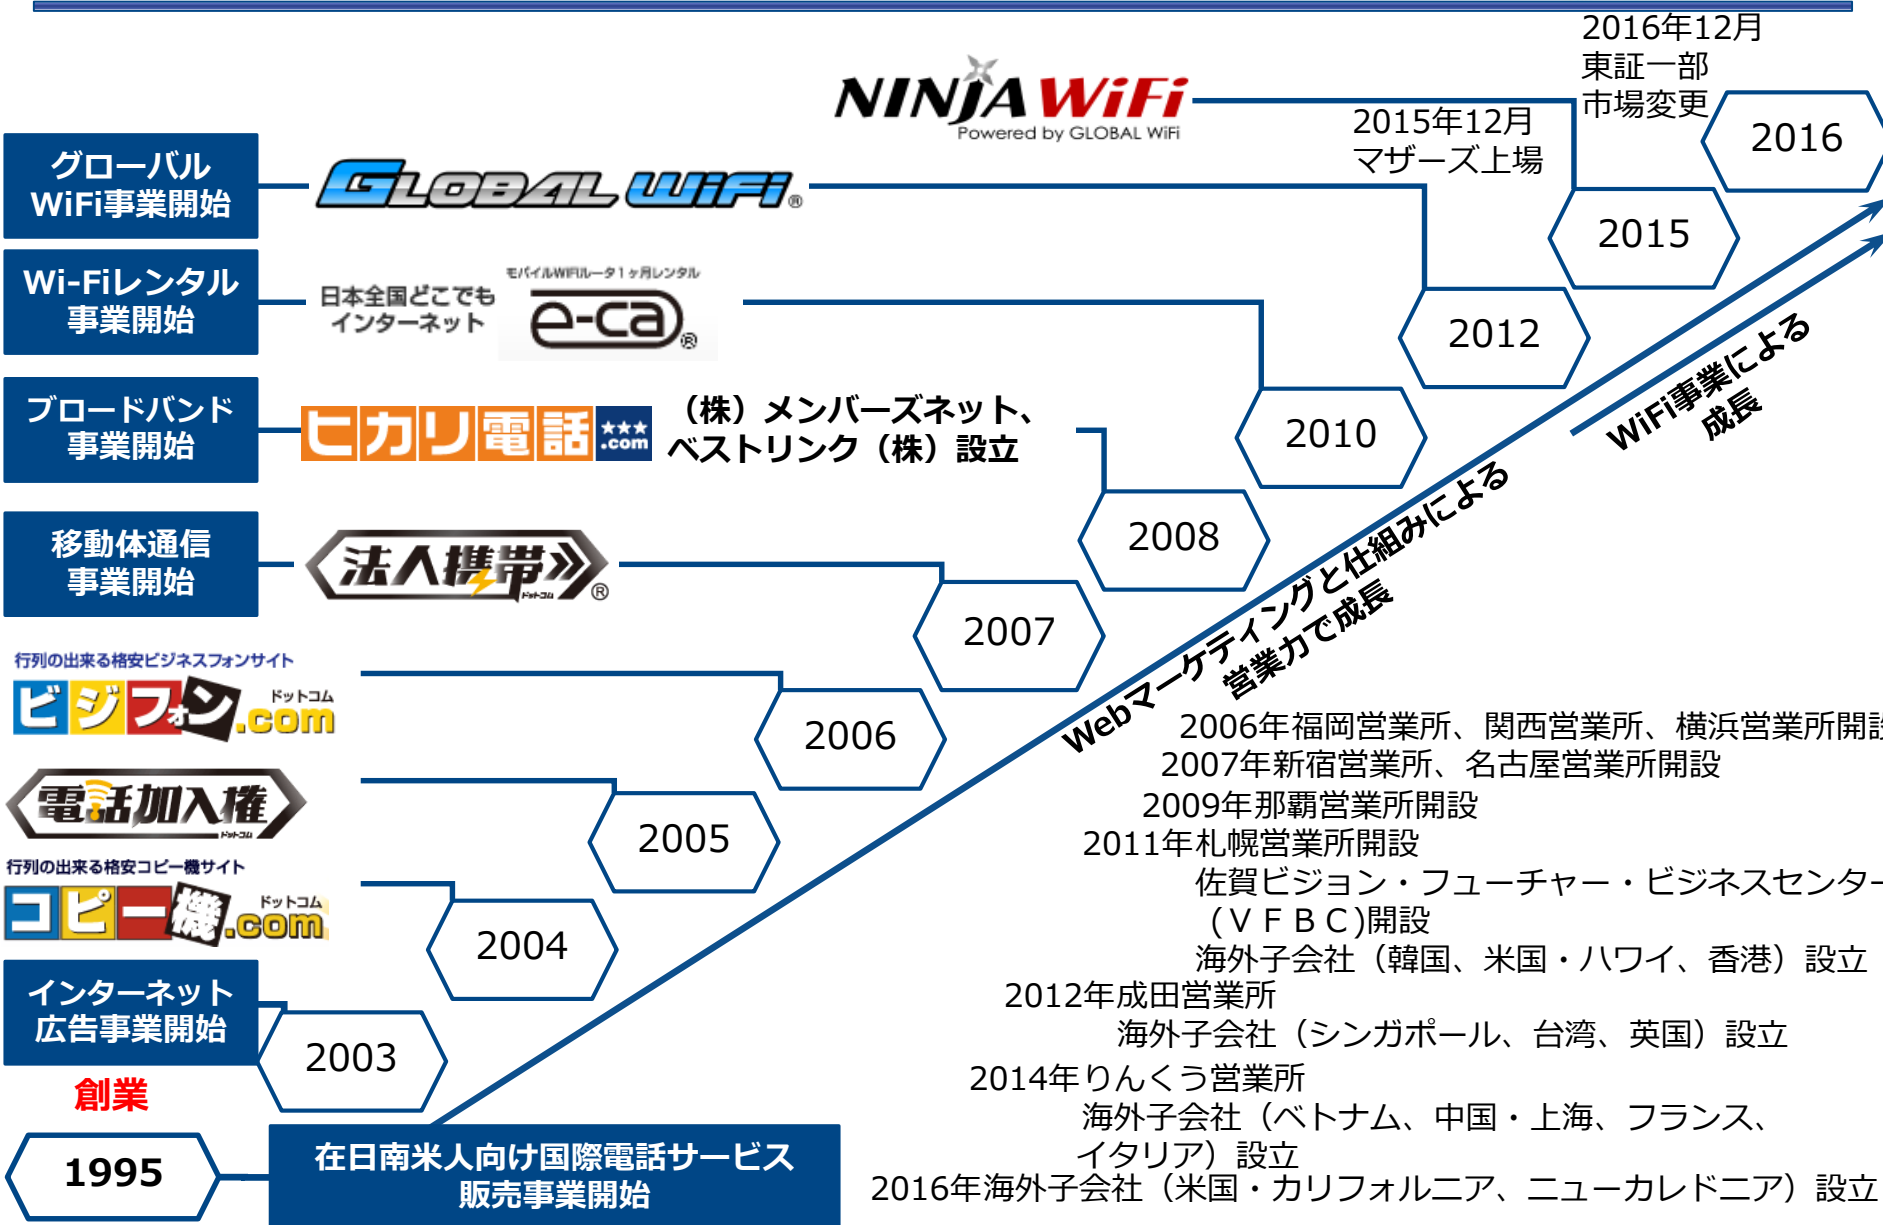 2016年12月
東証一部
市場変更
NINJA WiFi
Powered by GLOBAL WiFi
2015年12月
マザーズ上場
2016
グローバル
WiFi事業開始
GLOBAL WiFi®
2015
Wi-Fiレンタル
事業開始
日本全国どこでも
インターネット
モバイルWiFiルータ1ヶ月レンタル
e-ca®
2012
WiFi事業による
成長
ブロードバンド
事業開始
ヒカリ電話.com
（株）メンバーズネット、
ベストリンク（株）設立
2010
移動体通信
事業開始
法人携帯
ドットコム
®
2008
Webマーケティングと仕組みによる
営業力で成長
2007
行列の出来る格安ビジネスフォンサイト
ビジフォン.com
ドットコム
2006
電話加入権
ドットコム
2005
行列の出来る格安コピー機サイト
コピー機.com
ドットコム
2004
インターネット
広告事業開始
2003
創業
1995
在日南米人向け国際電話サービス
販売事業開始
2006年福岡営業所、関西営業所、横浜営業所開設
2007年新宿営業所、名古屋営業所開設
2009年那覇営業所開設
2011年札幌営業所開設
佐賀ビジョン・フューチャー・ビジネスセンター
(ＶＦＢＣ)開設
海外子会社（韓国、米国・ハワイ、香港）設立
2012年成田営業所
海外子会社（シンガポール、台湾、英国）設立
2014年りんくう営業所
海外子会社（ベトナム、中国・上海、フランス、
イタリア）設立
2016年海外子会社（米国・カリフォルニア、ニューカレドニア）設立